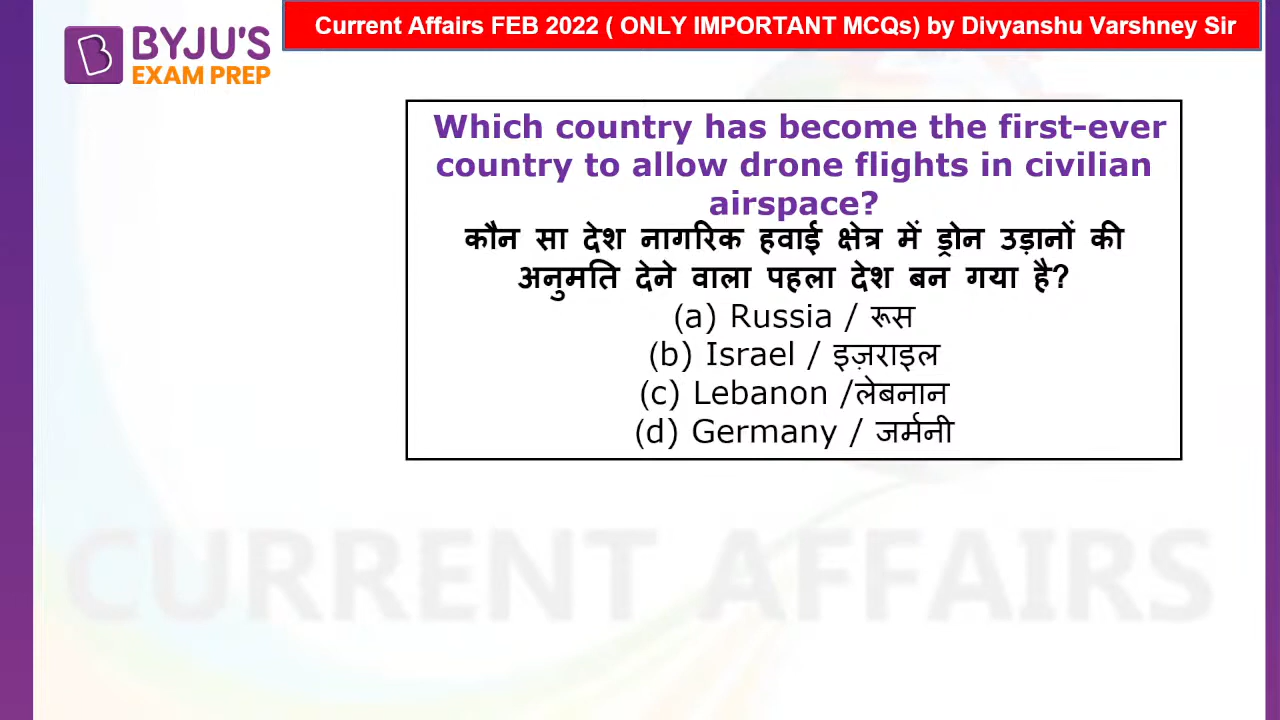 BYJU'S
EXAM PREP
Current Affairs FEB 2022 ( ONLY IMPORTANT MCQs) by Divyanshu Varshney Sir
Which country has become the first-ever
country to allow drone flights in civilian
airspace?
कौन सा देश नागरिक हवाई क्षेत्र में ड्रोन उड़ानों की
अनुमति देने वाला पहला देश बन गया है?
(a) Russia / रूस
(b) Israel / इज़राइल
(c) Lebanon /लेबनान
(d) Germany / जर्मनी
CURRENT AFFAIRS